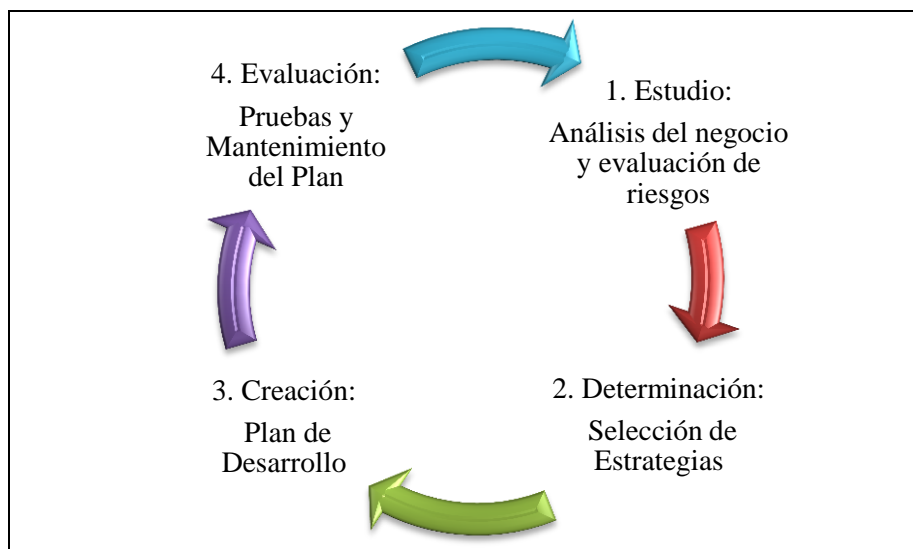 1. Estudio:
Análisis del negocio
y evaluación de
riesgos
2. Determinación:
Selección de
Estrategias
3. Creación:
Plan de
Desarrollo
4. Evaluación:
Pruebas y
Mantenimiento
del Plan